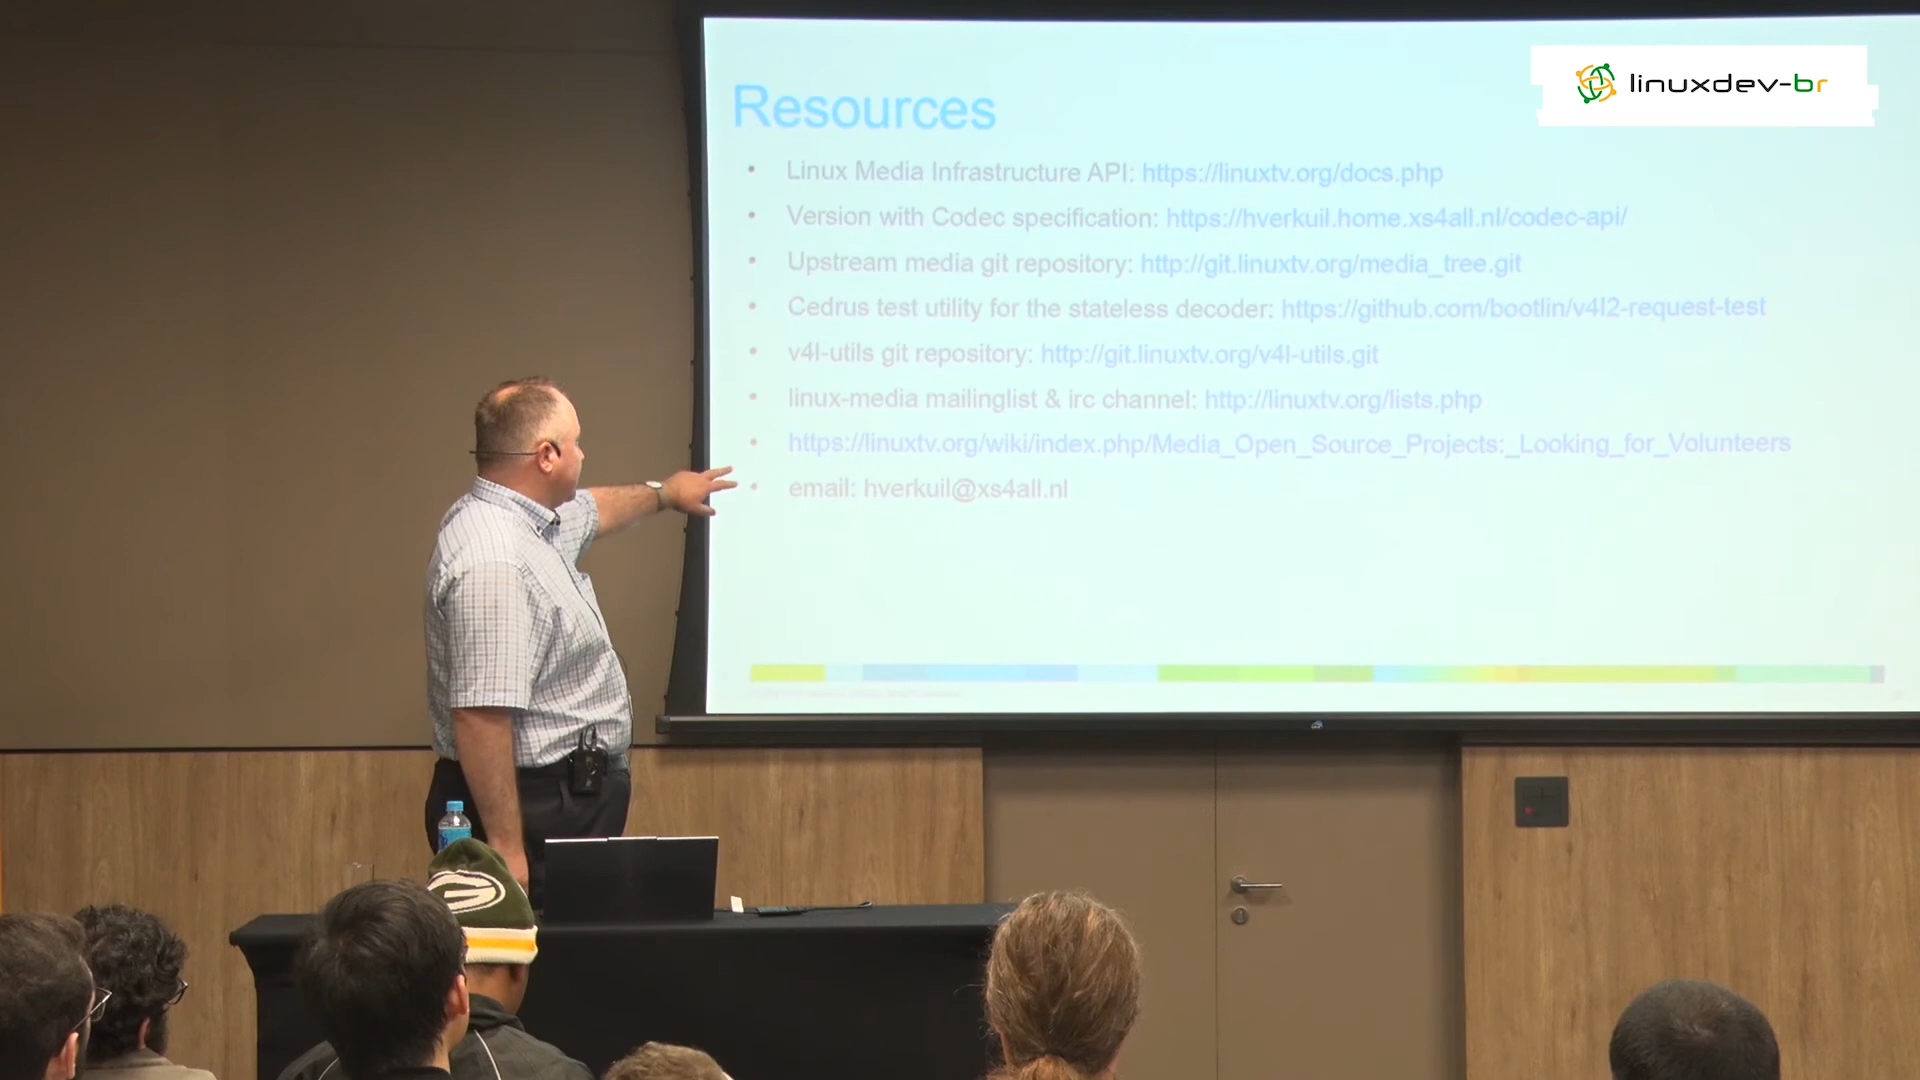 linuxdev-br
Resources
• Linux Media Infrastructure API: https://linuxtv.org/docs.php
• Version with Codec specification: https://hverkuil.home.xs4all.nl/codec-api/
• Upstream media git repository: http://git.linuxtv.org/media_tree.git
• Cedrus test utility for the stateless decoder: https://github.com/bootlin/v4l2-request-test
• v4l-utils git repository: http://git.linuxtv.org/v4l-utils.git
• linux-media mailinglist & irc channel: http://linuxtv.org/lists.php
• https://linuxtv.org/wiki/index.php/Media_Open_Source_Projects:_Looking_for_Volunteers
• email: hverkuil@xs4all.nl
G